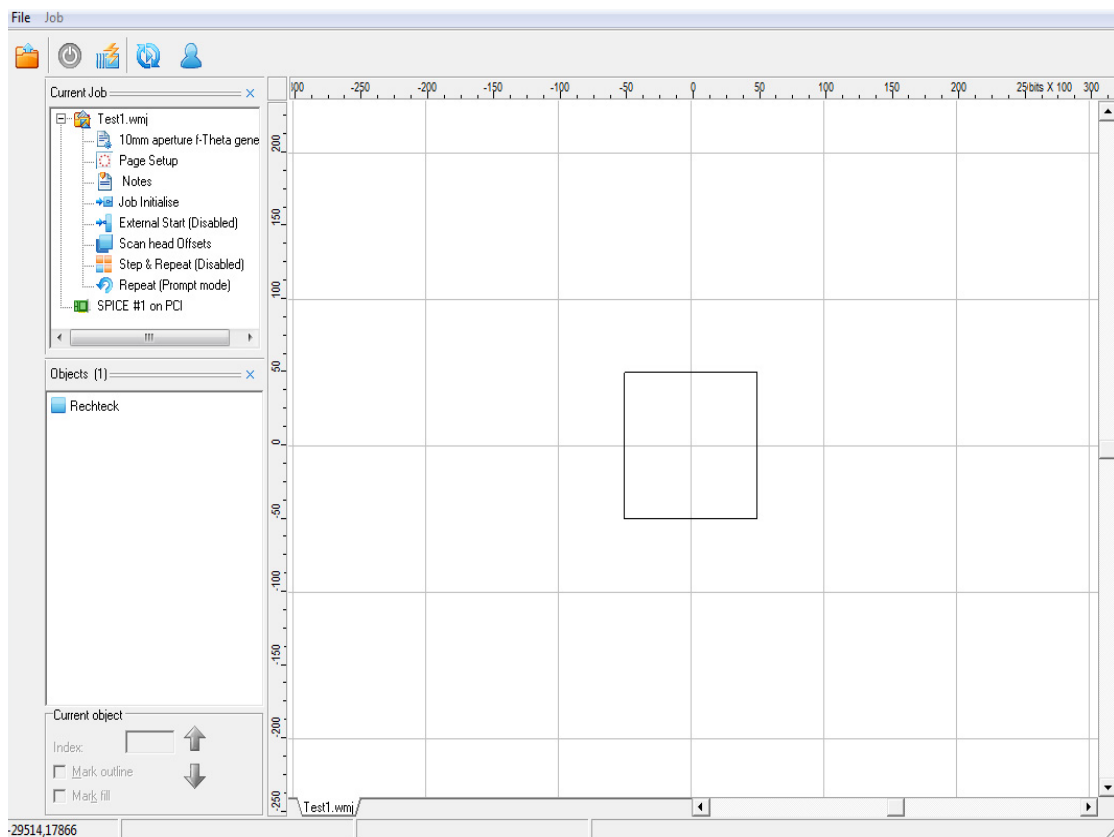 File Job
Current Job
Test1.wmj
10mm aperture f-Theta gene
Page Setup
Notes
Job Initialise
External Start (Disabled)
Scan head Offsets
Step & Repeat (Disabled)
Repeat (Prompt mode)
SPICE #1 on PCI
Objects (1)
Rechteck
Current object
Index:
Mark outline
Mark fill
-29514,17866
-250 -200 -150 -100 -50 0 50 100 150 200 25 bits X 100 300
200
150
100
50
0
-50
-100
-150
-200
-250
Test1.wmj